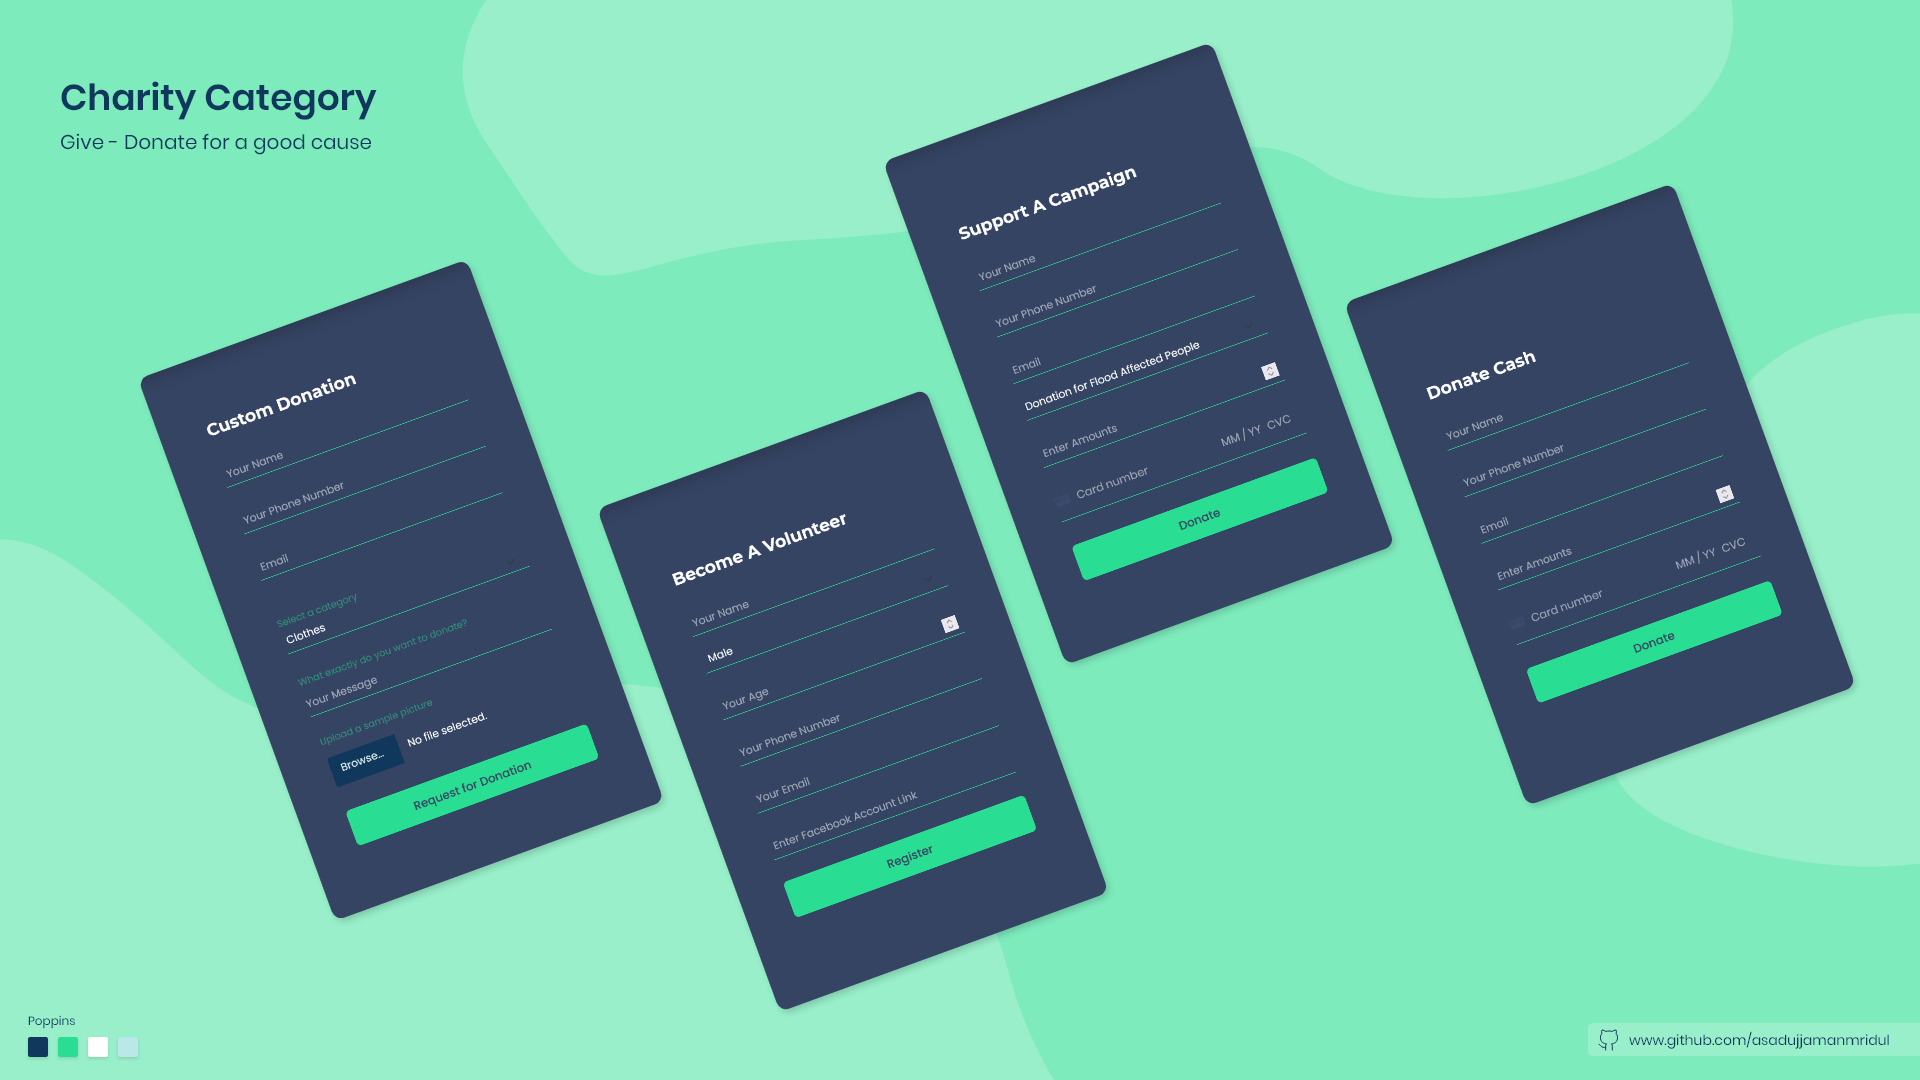 Charity Category
Give - Donate for a good cause
Custom Donation
Your Name
Your Phone Number
Email
Select a category
Clothes
What exactly do you want to donate?
Your Message
Upload a sample picture
Browse... No file selected.
Request for Donation
Become A Volunteer
Your Name
Male
Your Age
Your Phone Number
Your Email
Enter Facebook Account Link
Register
Support A Campaign
Your Name
Your Phone Number
Email
Donation for Flood Affected People
Enter Amounts
Card number MM / YY CVC
Donate
Donate Cash
Your Name
Your Phone Number
Email
Enter Amounts
Card number MM / YY CVC
Donate
Poppins
www.github.com/asadujjamanmridul